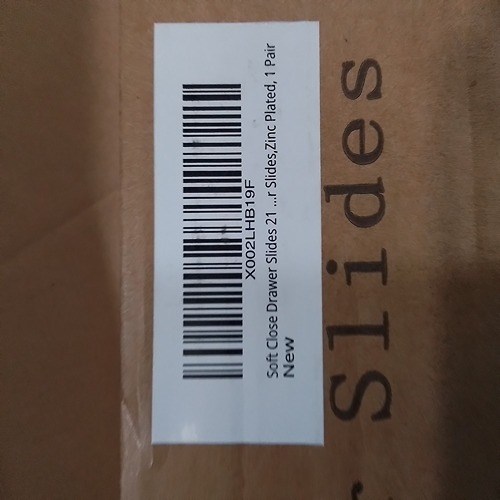 X002LHB19F
Soft Close Drawer Slides 21 ...r Slides,Zinc Plated, 1 Pair
New
Slides